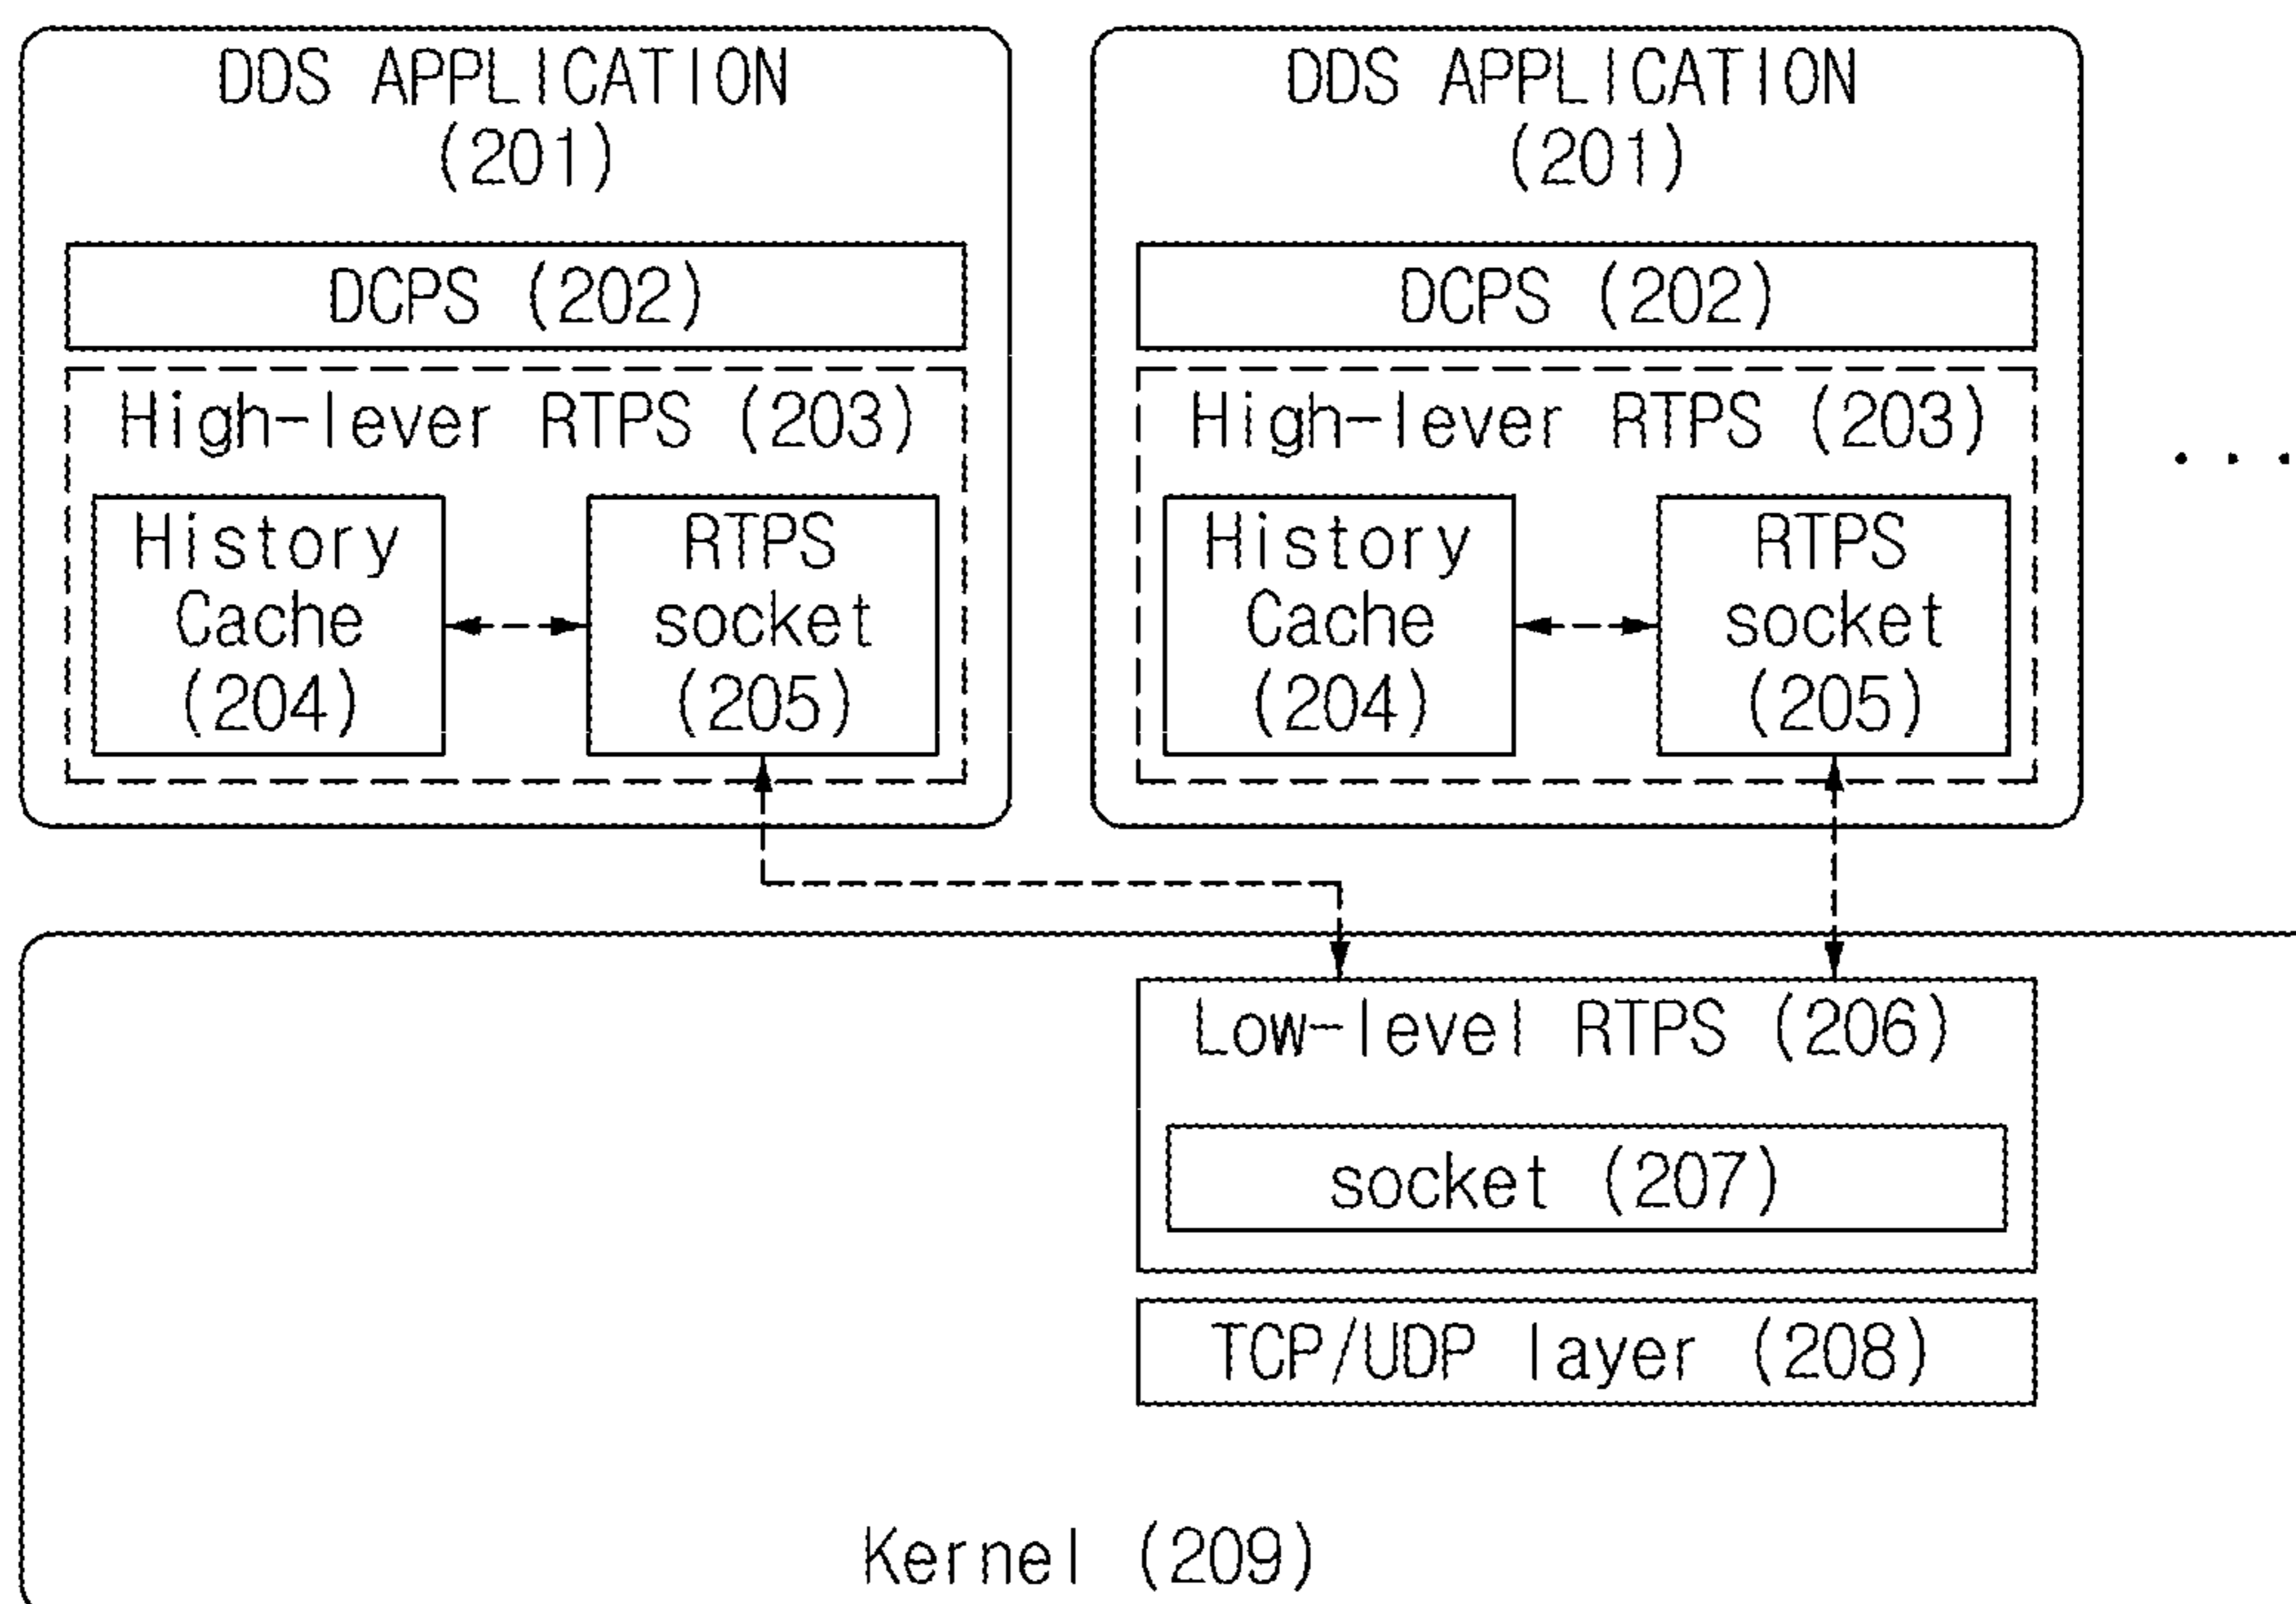 DDS APPLICATION
(201)
DCPS (202)
High-lever RTPS (203)
History
Cache
(204)
RTPS
socket
(205)
DDS APPLICATION
(201)
DCPS (202)
High-lever RTPS (203)
History
Cache
(204)
RTPS
socket
(205)
...
Low-level RTPS (206)
socket (207)
TCP/UDP layer (208)
Kernel (209)